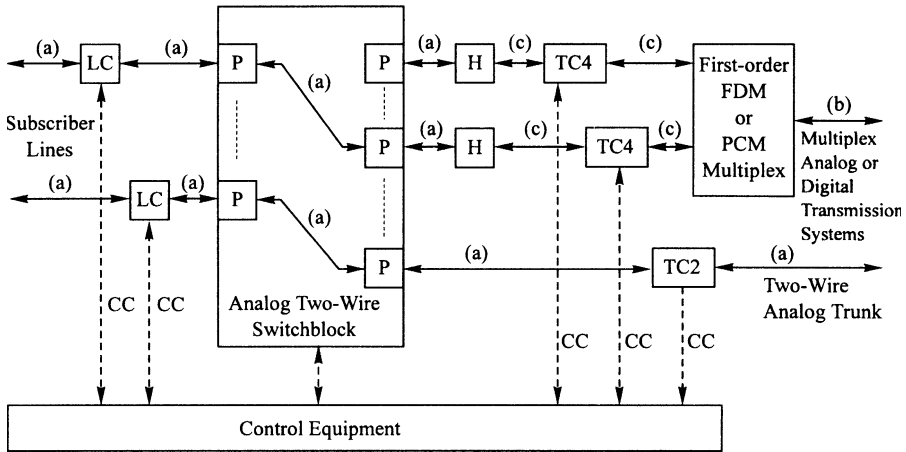 (a) LC (a) P P (a) H (c) TC4 (c) First-order
FDM
or
PCM
Multiplex
(b)
Multiplex
Analog or
Digital
Transmission
Systems
Subscriber
Lines
(a)
P (a) H (c) TC4 (c)
(a) LC (a) P
(a)
P (a) TC2 (a)
Two-Wire
Analog Trunk
Analog Two-Wire
Switchblock
CC CC CC CC CC
Control Equipment